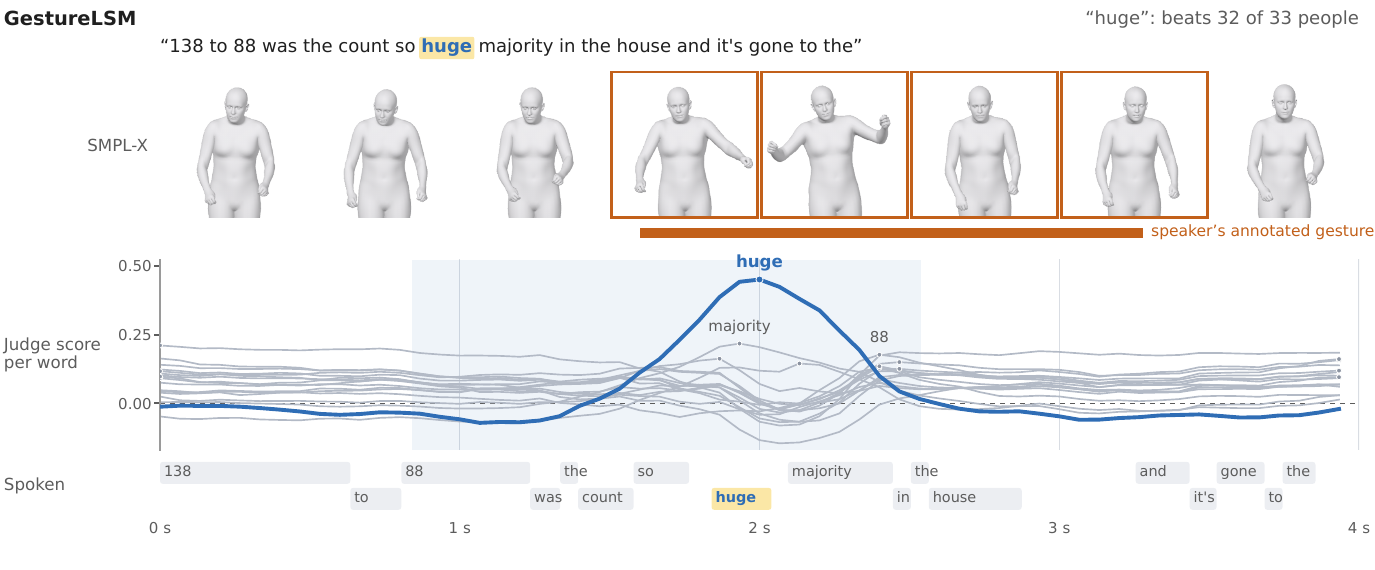 GestureLSM
“huge”: beats 32 of 33 people
“138 to 88 was the count so huge majority in the house and it's gone to the”
SMPL-X
speaker’s annotated gesture
huge
0.50
majority
88
0.25
Judge score
per word
0.00
138 88 the so majority the and gone the
Spoken
to was count huge in house it's to
0 s 1 s 2 s 3 s 4 s